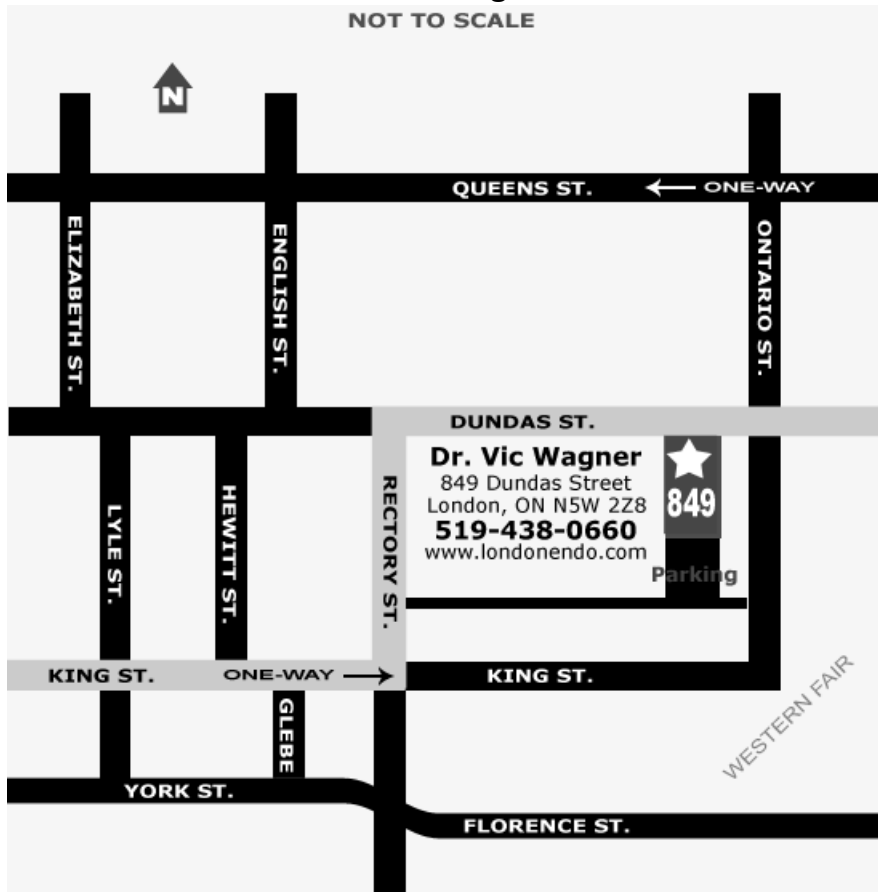 NOT TO SCALE
N
QUEENS ST.
ONE-WAY
ELIZABETH ST.
ENGLISH ST.
ONTARIO ST.
DUNDAS ST.
Dr. Vic Wagner
849 Dundas Street
London, ON N5W 2Z8
519-438-0660
www.londonendo.com
849
Parking
LYLE ST.
HEWITT ST.
RECTORY ST.
KING ST.
ONE-WAY
KING ST.
GLEBE
WESTERN FAIR
YORK ST.
FLORENCE ST.